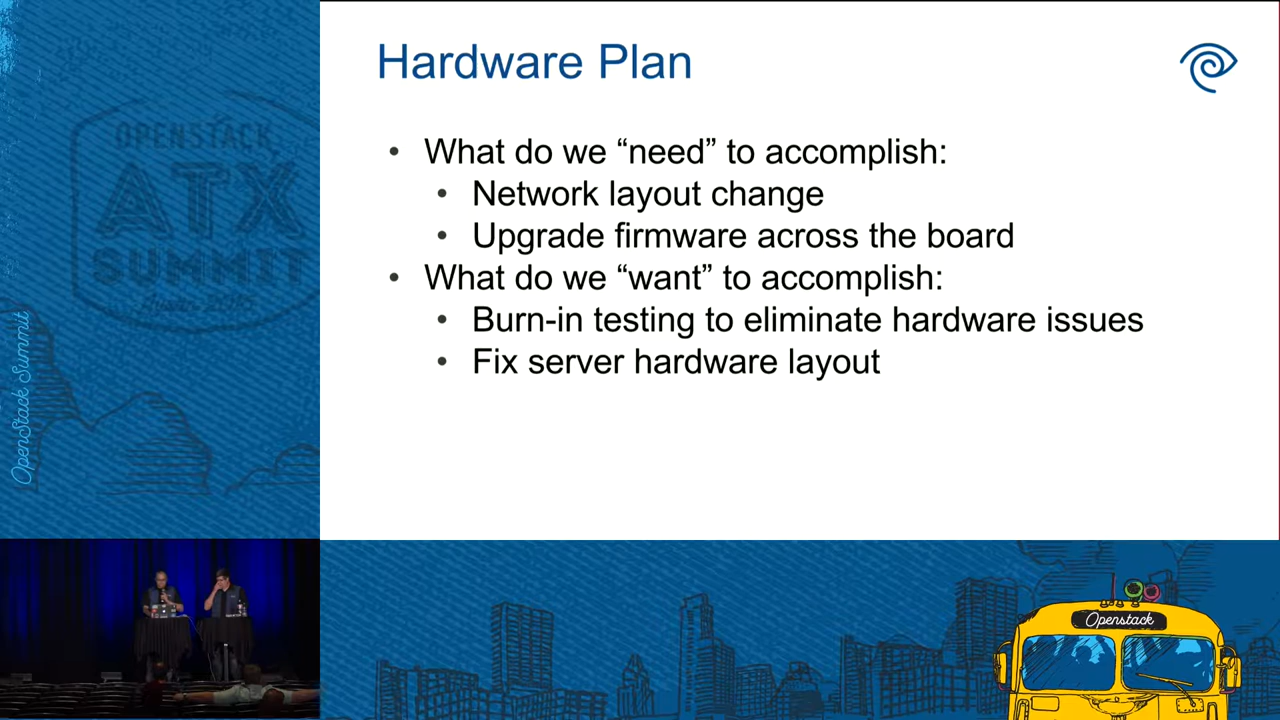 Hardware Plan
• What do we “need” to accomplish:
• Network layout change
• Upgrade firmware across the board
• What do we “want” to accomplish:
• Burn-in testing to eliminate hardware issues
• Fix server hardware layout
OPENSTACK
ATX
SUMMIT
OpenStack Summit
Openstack